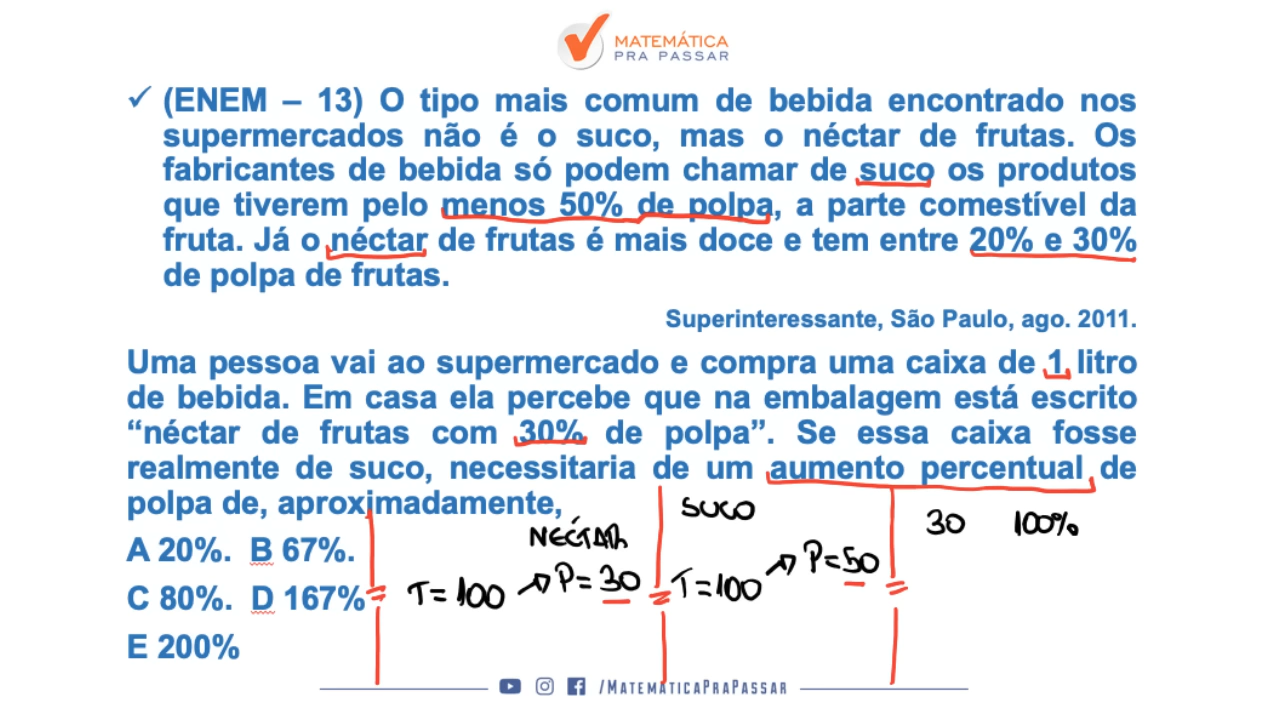 MATEMÁTICA
PRA PASSAR
✓ (ENEM – 13) O tipo mais comum de bebida encontrado nos
supermercados não é o suco, mas o néctar de frutas. Os
fabricantes de bebida só podem chamar de suco os produtos
que tiverem pelo menos 50% de polpa, a parte comestível da
fruta. Já o néctar de frutas é mais doce e tem entre 20% e 30%
de polpa de frutas.
Superinteressante, São Paulo, ago. 2011.
Uma pessoa vai ao supermercado e compra uma caixa de 1 litro
de bebida. Em casa ela percebe que na embalagem está escrito
“néctar de frutas com 30% de polpa”. Se essa caixa fosse
realmente de suco, necessitaria de um aumento percentual de
polpa de, aproximadamente,
A 20%. B 67%.
C 80%. D 167%
E 200%
NÉCTAR
T=100 → P=30
SUCO
T=100 → P=50
30 100%
/MATEMÁTICAPRAPASSAR